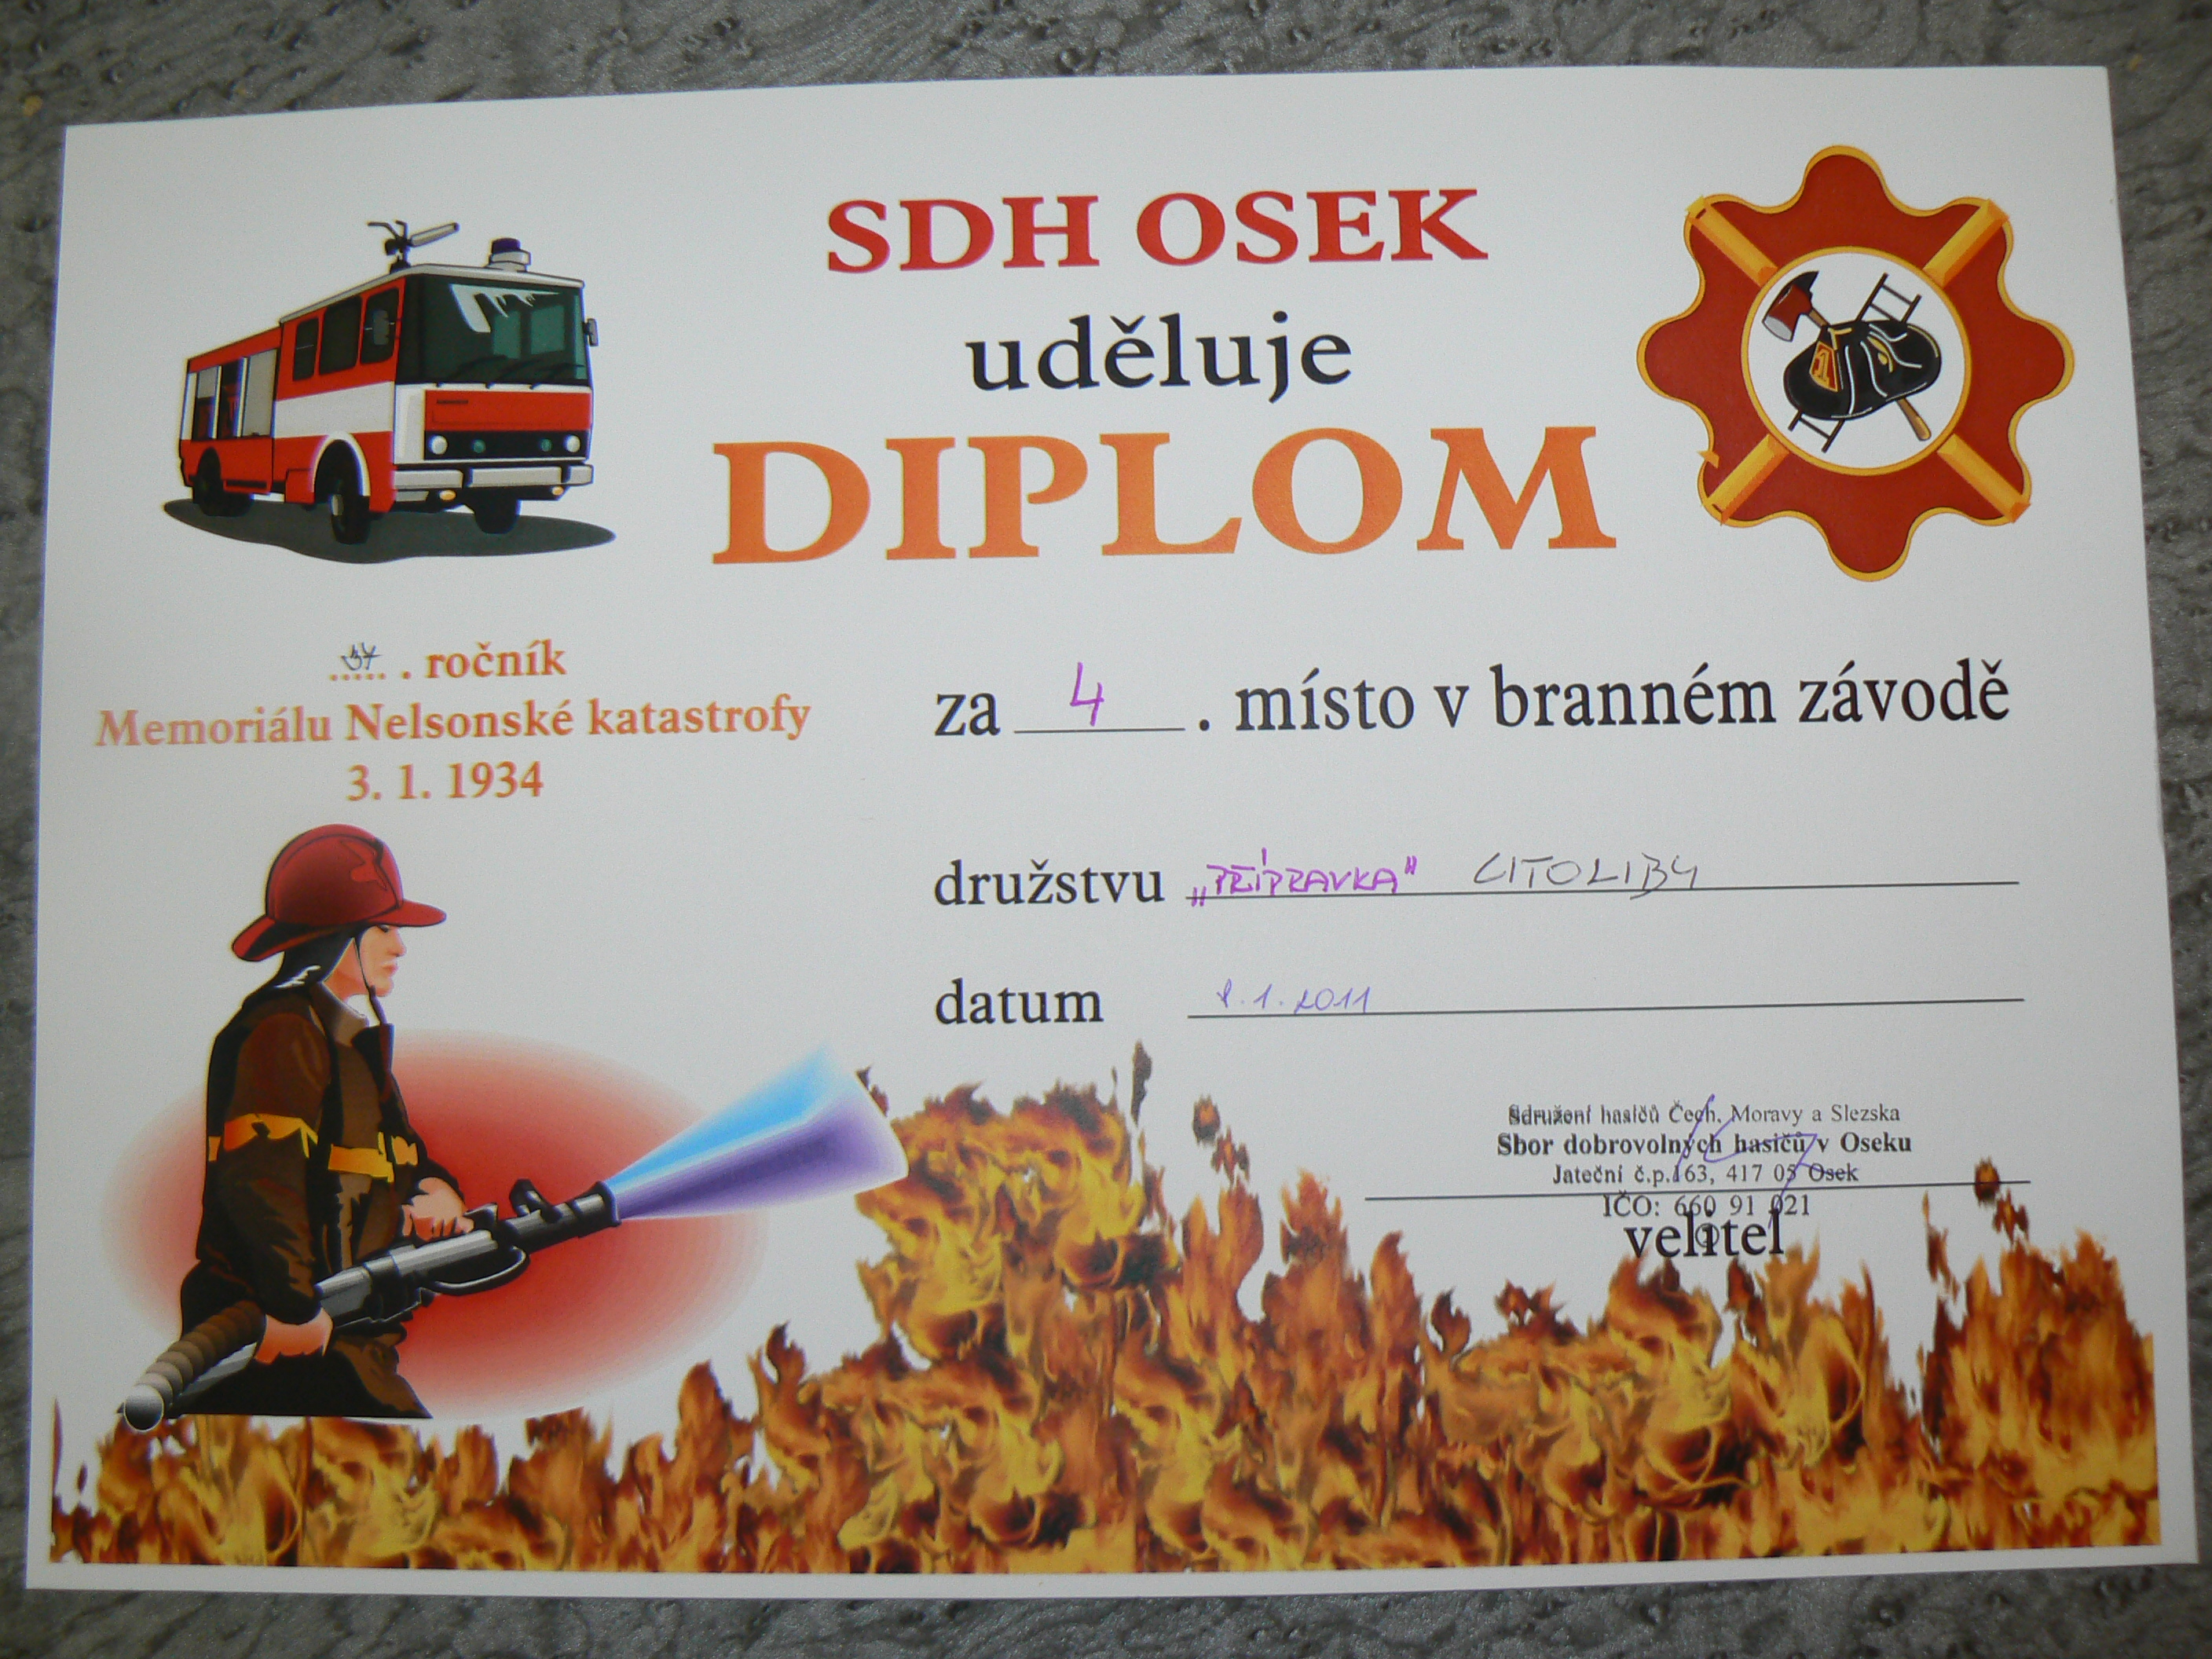 SDH OSEK
uděluje
DIPLOM
37. ročník
Memoriálu Nelsonské katastrofy
3. 1. 1934
za 4. místo v branném závodě
družstvu „PŘÍPRAVKA" CITOLIBY
datum 8.1.2011
Sdružení hasičů Čech, Moravy a Slezska
Sbor dobrovolných hasičů v Oseku
Jateční č.p.163, 417 05 Osek
IČO: 660 91 021
velitel